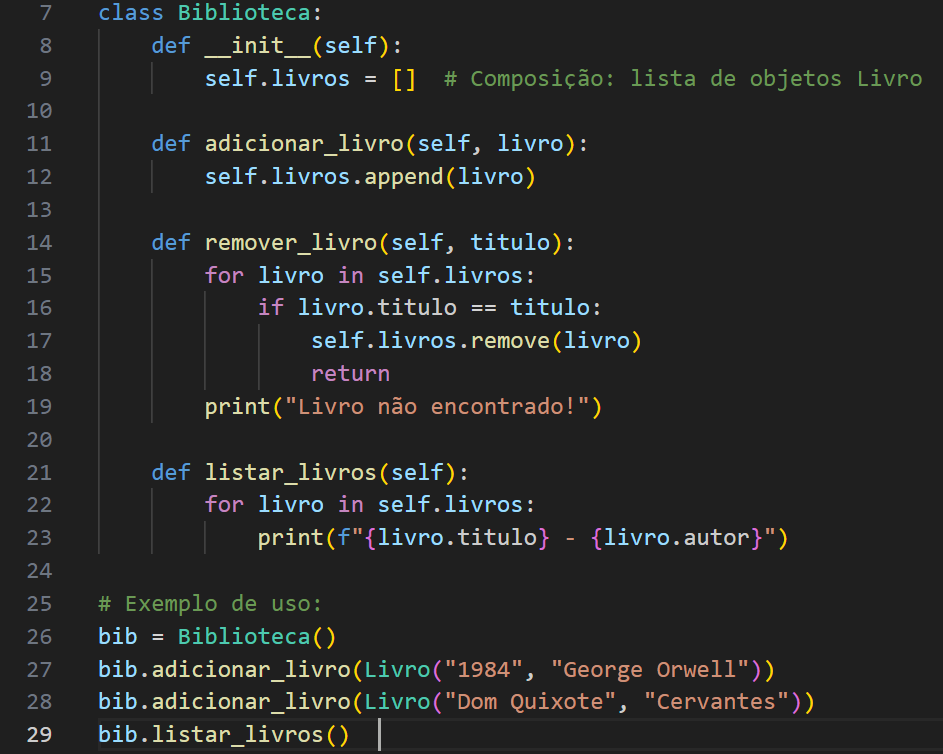 7 class Biblioteca:
8     def __init__(self):
9         self.livros = []  # Composição: lista de objetos Livro
10
11     def adicionar_livro(self, livro):
12         self.livros.append(livro)
13
14     def remover_livro(self, titulo):
15         for livro in self.livros:
16             if livro.titulo == titulo:
17                 self.livros.remove(livro)
18                 return
19         print("Livro não encontrado!")
20
21     def listar_livros(self):
22         for livro in self.livros:
23             print(f"{livro.titulo} - {livro.autor}")
24
25 # Exemplo de uso:
26 bib = Biblioteca()
27 bib.adicionar_livro(Livro("1984", "George Orwell"))
28 bib.adicionar_livro(Livro("Dom Quixote", "Cervantes"))
29 bib.listar_livros()